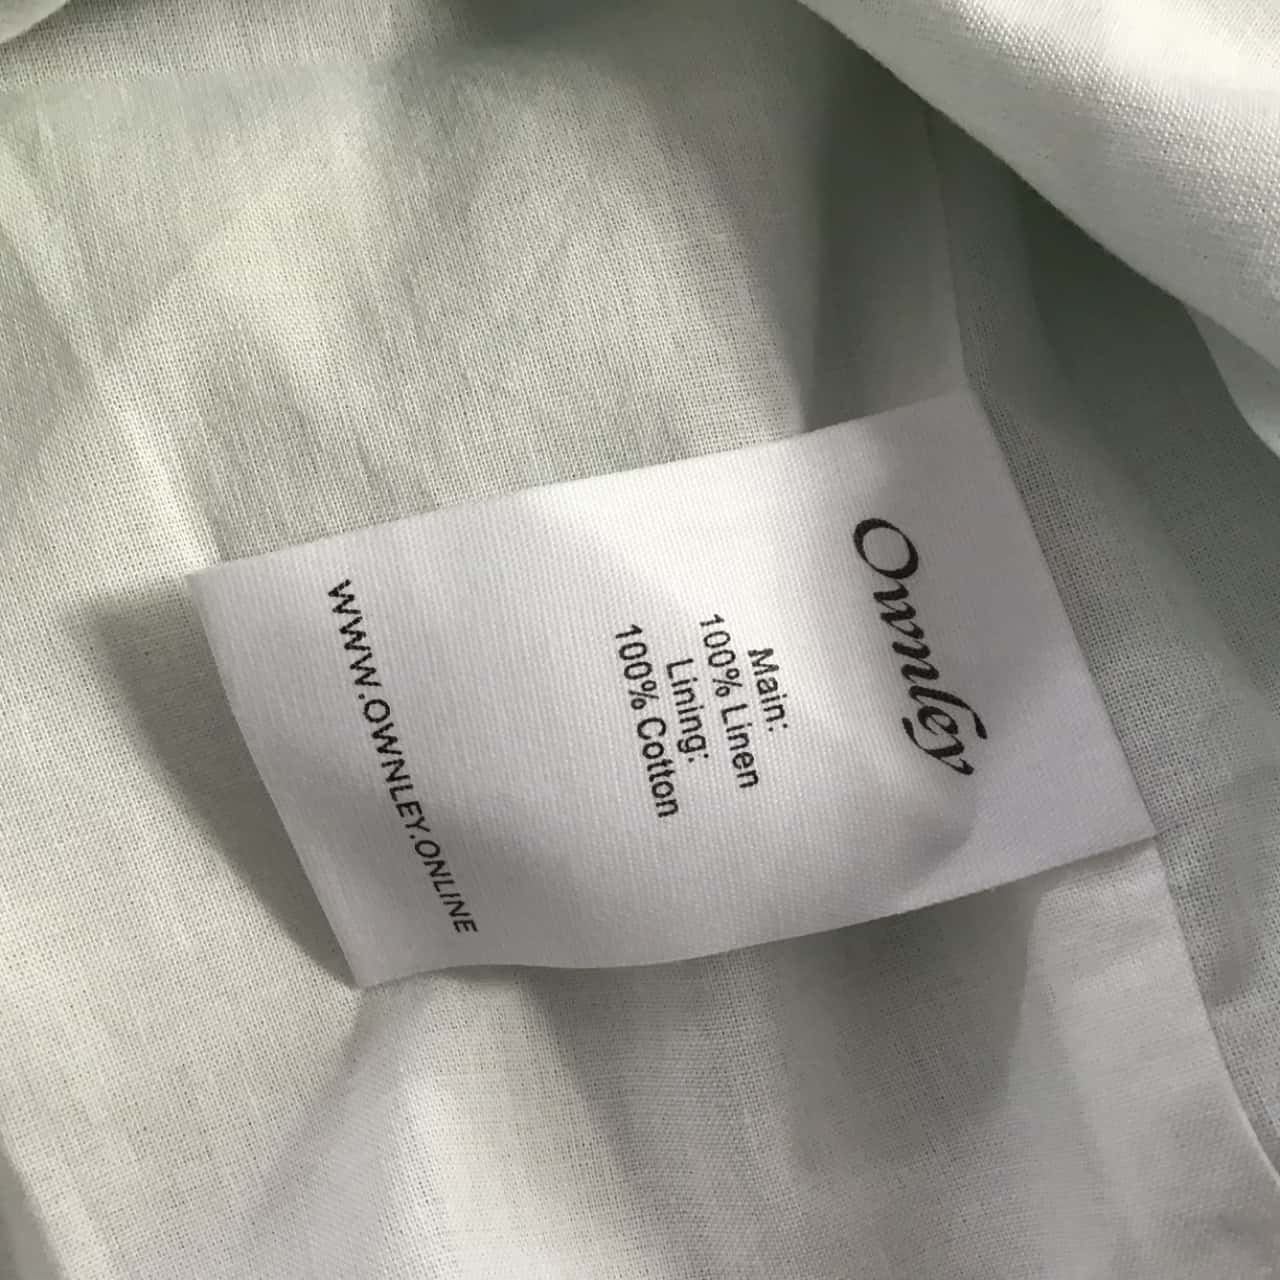 Ownley
Main:
100% Linen
Lining:
100% Cotton
WWW.OWNLEY.ONLINE